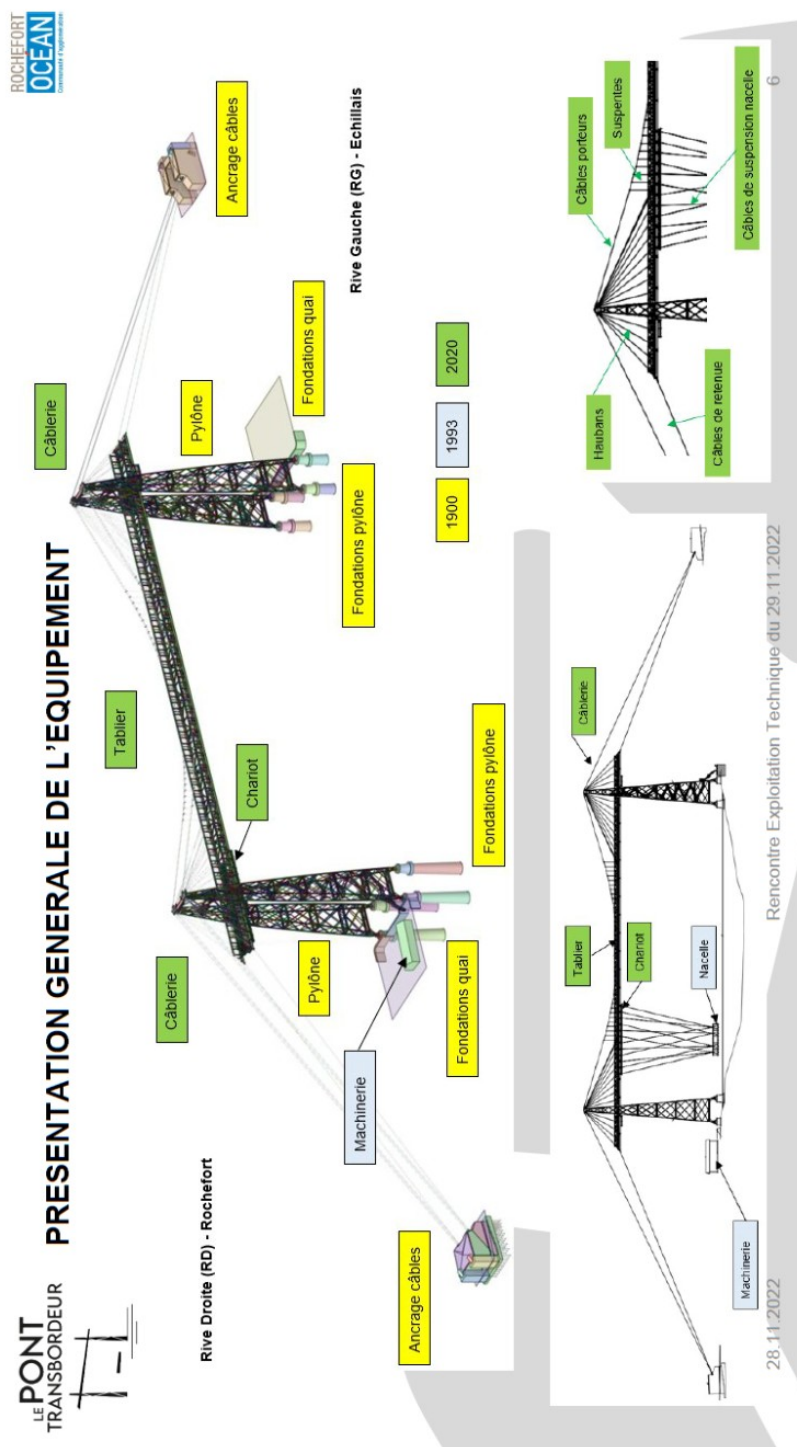 LE PONT
TRANSBORDEUR
PRESENTATION GENERALE DE L'EQUIPEMENT
ROCHEFORT
OCEAN
Communauté d'agglomération
Rive Droite (RD) - Rochefort
Câblerie
Tablier
Câblerie
Chariot
Pylône
Pylône
Ancrage câbles
Machinerie
Fondations quai
Fondations pylône
Fondations pylône
Fondations quai
Ancrage câbles
Rive Gauche (RG) - Echillais
1900
1993
2020
Tablier
Câblerie
Chariot
Nacelle
Machinerie
Câbles porteurs
Suspentes
Haubans
Câbles de retenue
Câbles de suspension nacelle
28.11.2022
Rencontre Exploitation Technique du 29.11.2022
6